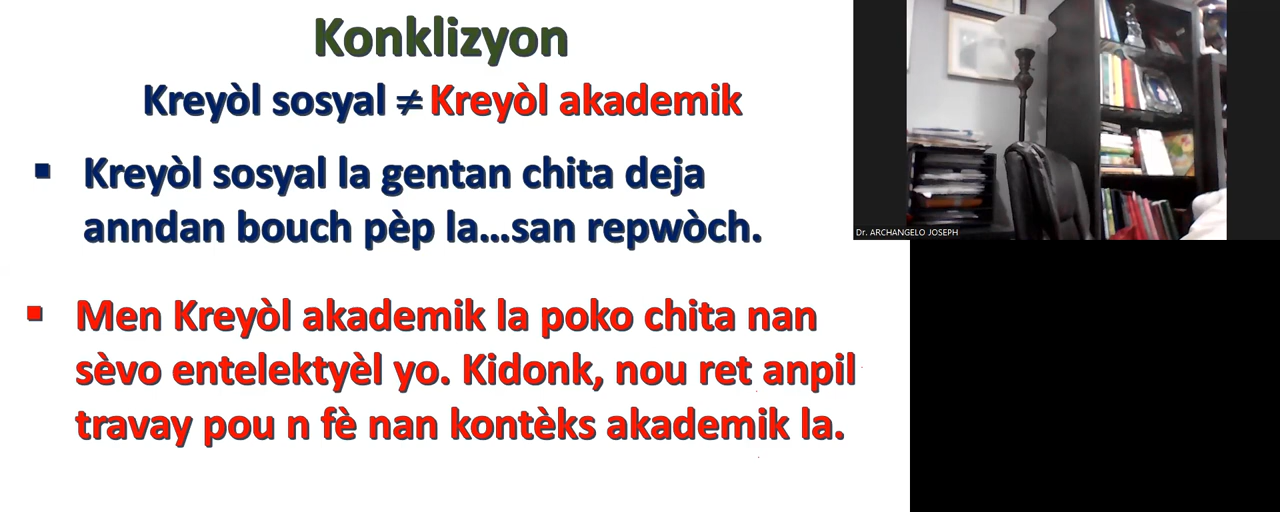 Konklizyon
Kreyòl sosyal ≠ Kreyòl akademik
▪ Kreyòl sosyal la gentan chita deja
anndan bouch pèp la...san repwòch.
▪ Men Kreyòl akademik la poko chita nan
sèvo entelektyèl yo. Kidonk, nou ret anpil
travay pou n fè nan kontèks akademik la.
Dr. ARCHANGELO JOSEPH